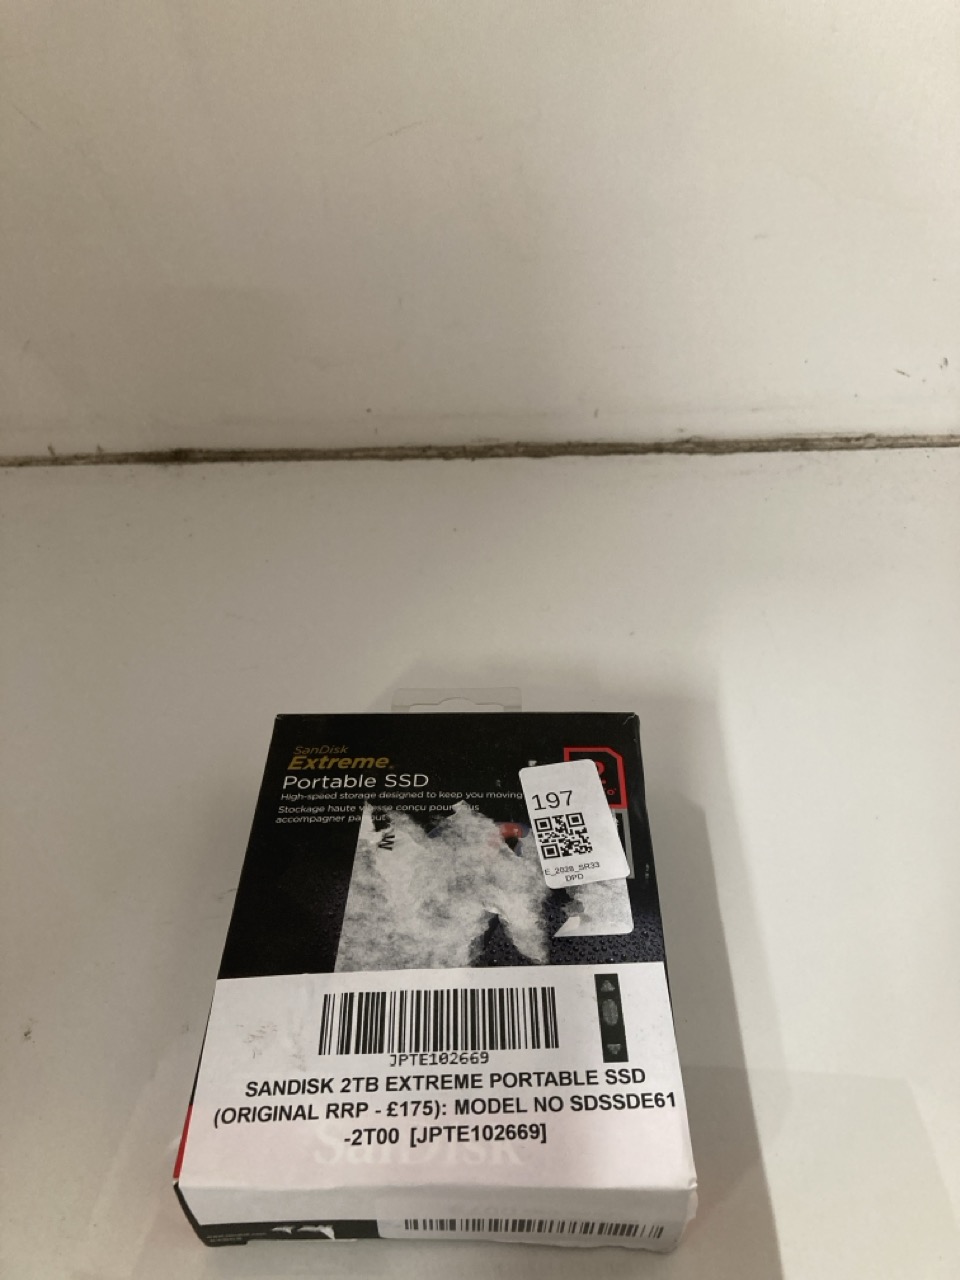 SanDisk
Extreme®
Portable SSD
High-speed storage designed to keep you moving
Stockage haute vitesse conçu pour vous
accompagner partout
197
E_2028_SR33
DPD
JPTE102669
SANDISK 2TB EXTREME PORTABLE SSD
(ORIGINAL RRP - £175): MODEL NO SDSSDE61
-2T00 [JPTE102669]
SanDisk